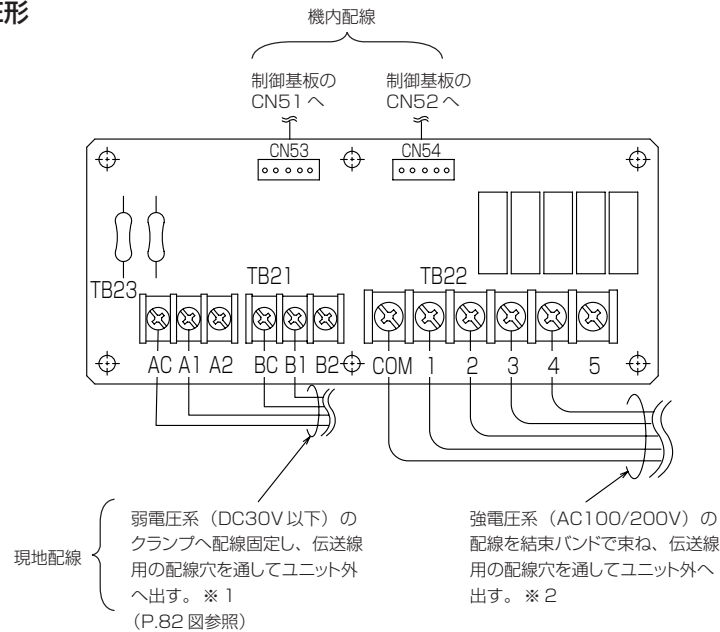 形
機内配線
制御基板の
CN51へ
制御基板の
CN52へ
CN53
CN54
TB23
TB21
TB22
AC A1 A2 BC B1 B2 COM 1 2 3 4 5
現地配線
弱電圧系（DC30V以下）の
クランプへ配線固定し、伝送線
用の配線穴を通してユニット外
へ出す。※1
（P.82 図参照）
強電圧系（AC100/200V）の
配線を結束バンドで束ね、伝送線
用の配線穴を通してユニット外へ
出す。※2